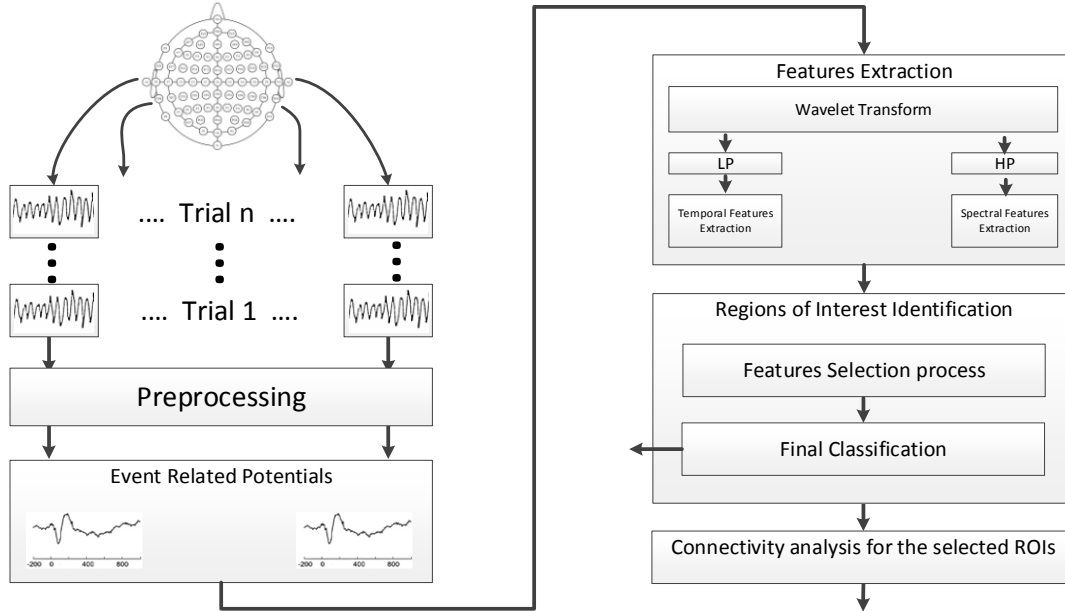 .... Trial n ....
.... Trial 1 ....
Preprocessing
Event Related Potentials
-200 0 400 800
-200 0 400 800
Features Extraction
Wavelet Transform
LP
HP
Temporal Features
Extraction
Spectral Features
Extraction
Regions of Interest Identification
Features Selection process
Final Classification
Connectivity analysis for the selected ROIs